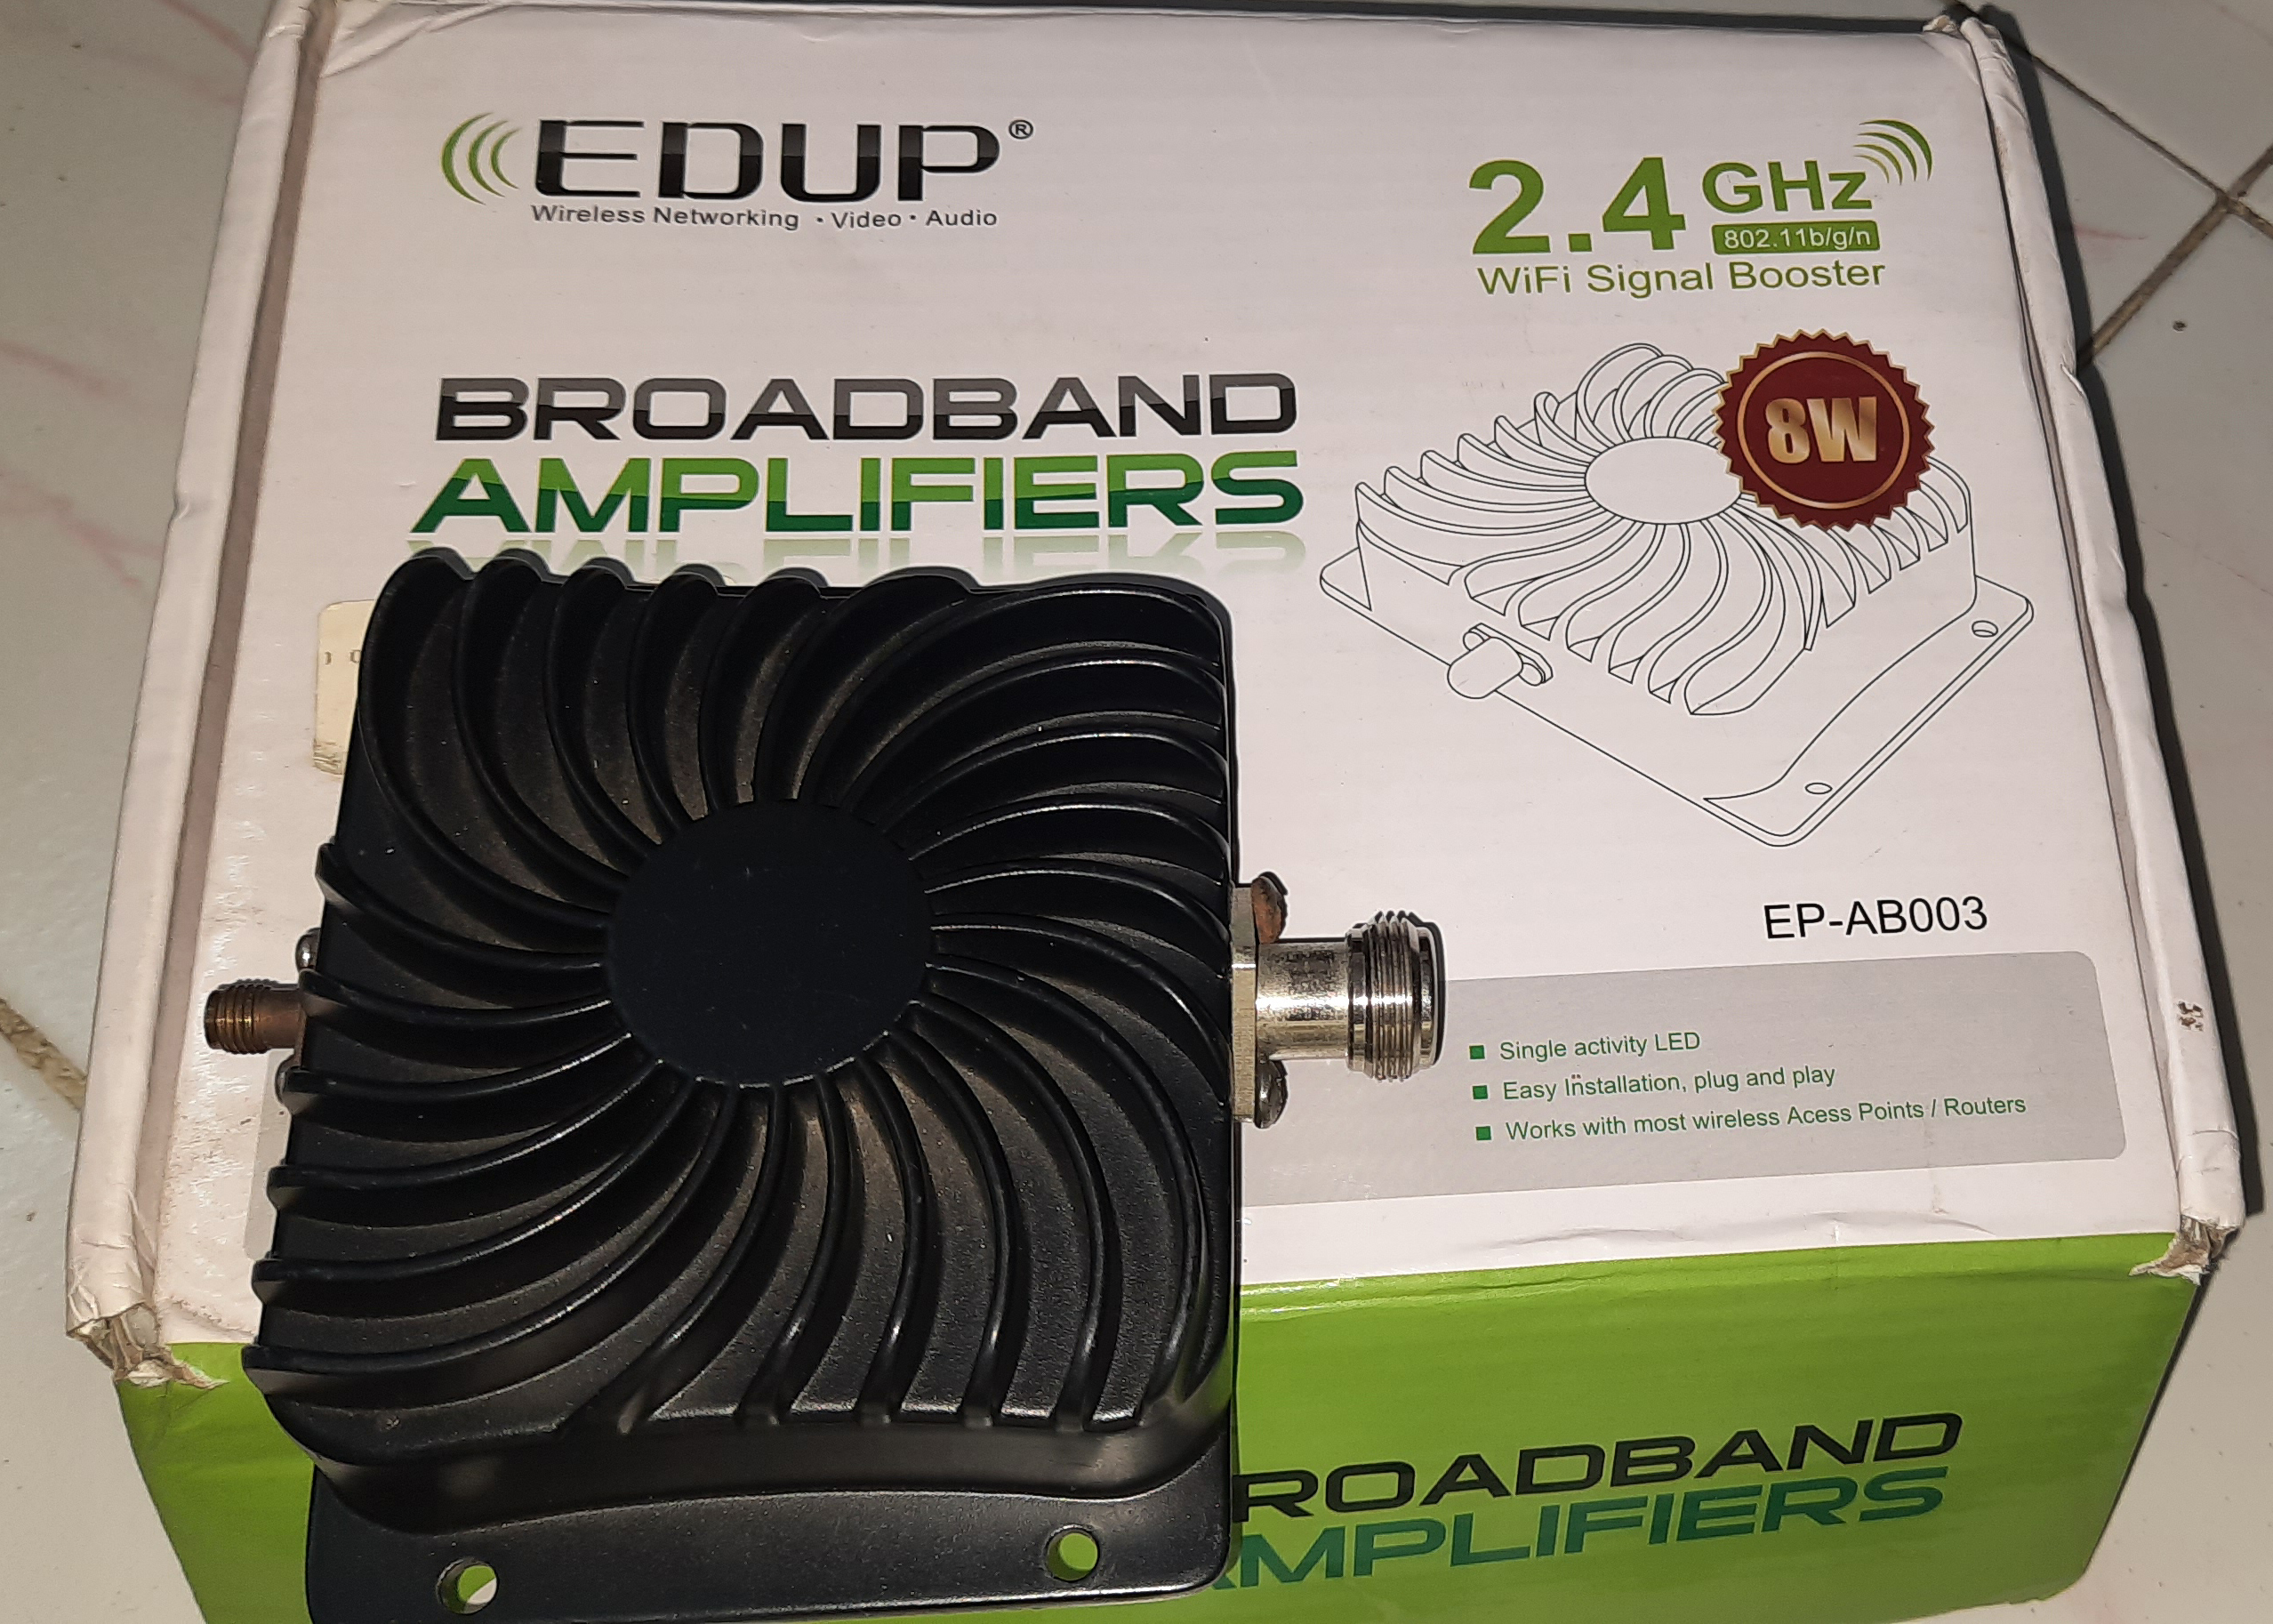 EDUP®
Wireless Networking • Video • Audio
2.4 GHz
802.11b/g/n
WiFi Signal Booster
BROADBAND
AMPLIFIERS
8W
EP-AB003
Single activity LED
Easy Installation, plug and play
Works with most wireless Acess Points / Routers
ROADBAND
MPLIFIERS